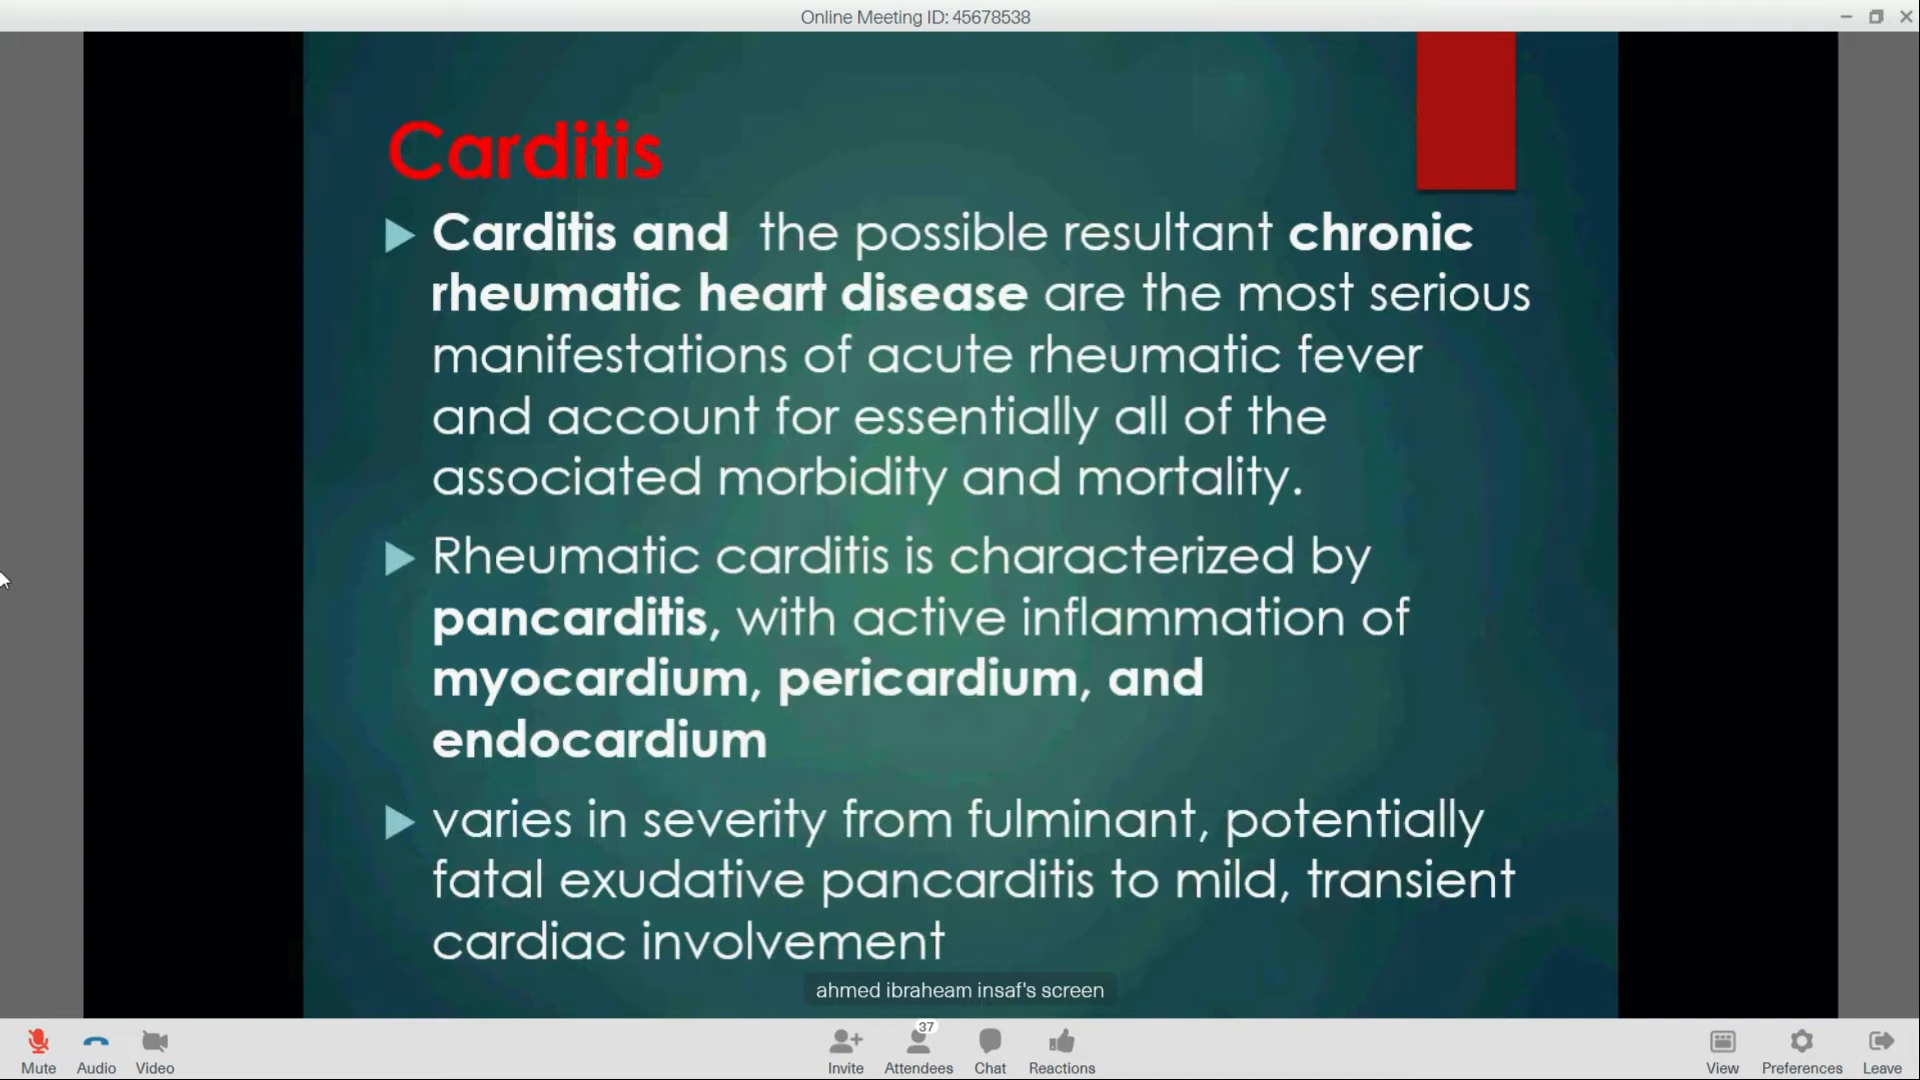 Online Meeting ID: 45678538
Carditis
Carditis and the possible resultant chronic
rheumatic heart disease are the most serious
manifestations of acute rheumatic fever
and account for essentially all of the
associated morbidity and mortality.
Rheumatic carditis is characterized by
pancarditis, with active inflammation of
myocardium, pericardium, and
endocardium
varies in severity from fulminant, potentially
fatal exudative pancarditis to mild, transient
cardiac involvement
ahmed ibraheam insaf's screen
37
Mute Audio Video Invite Attendees Chat Reactions View Preferences Leave